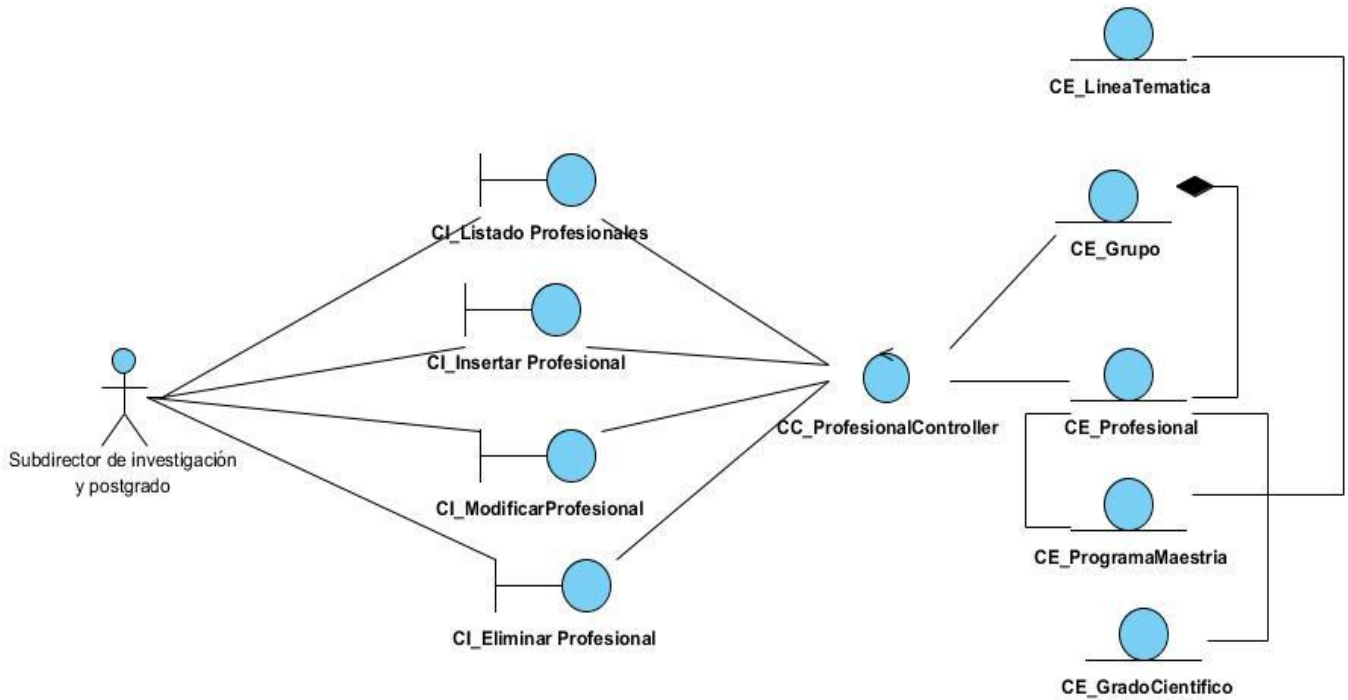 CE_LineaTematica
CI_Listado Profesionales
CE_Grupo
CI_Insertar Profesional
Subdirector de investigación
y postgrado
CC_ProfesionalController
CE_Profesional
CI_ModificarProfesional
CE_ProgramaMaestria
CI_Eliminar Profesional
CE_GradoCientifico